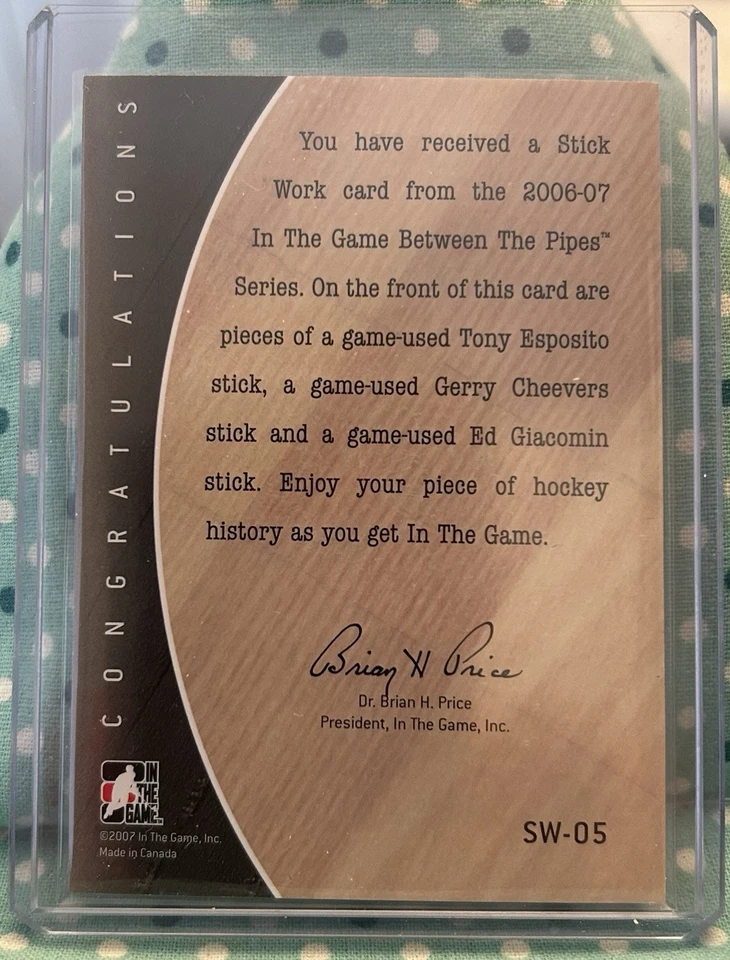 CONGRATULATIONS
You have received a Stick
Work card from the 2006-07
In The Game Between The Pipes™
Series. On the front of this card are
pieces of a game-used Tony Esposito
stick, a game-used Gerry Cheevers
stick and a game-used Ed Giacomin
stick. Enjoy your piece of hockey
history as you get In The Game.
Brian H Price
Dr. Brian H. Price
President, In The Game, Inc.
IN
THE
GAME
©2007 In The Game, Inc.
Made in Canada
SW-05